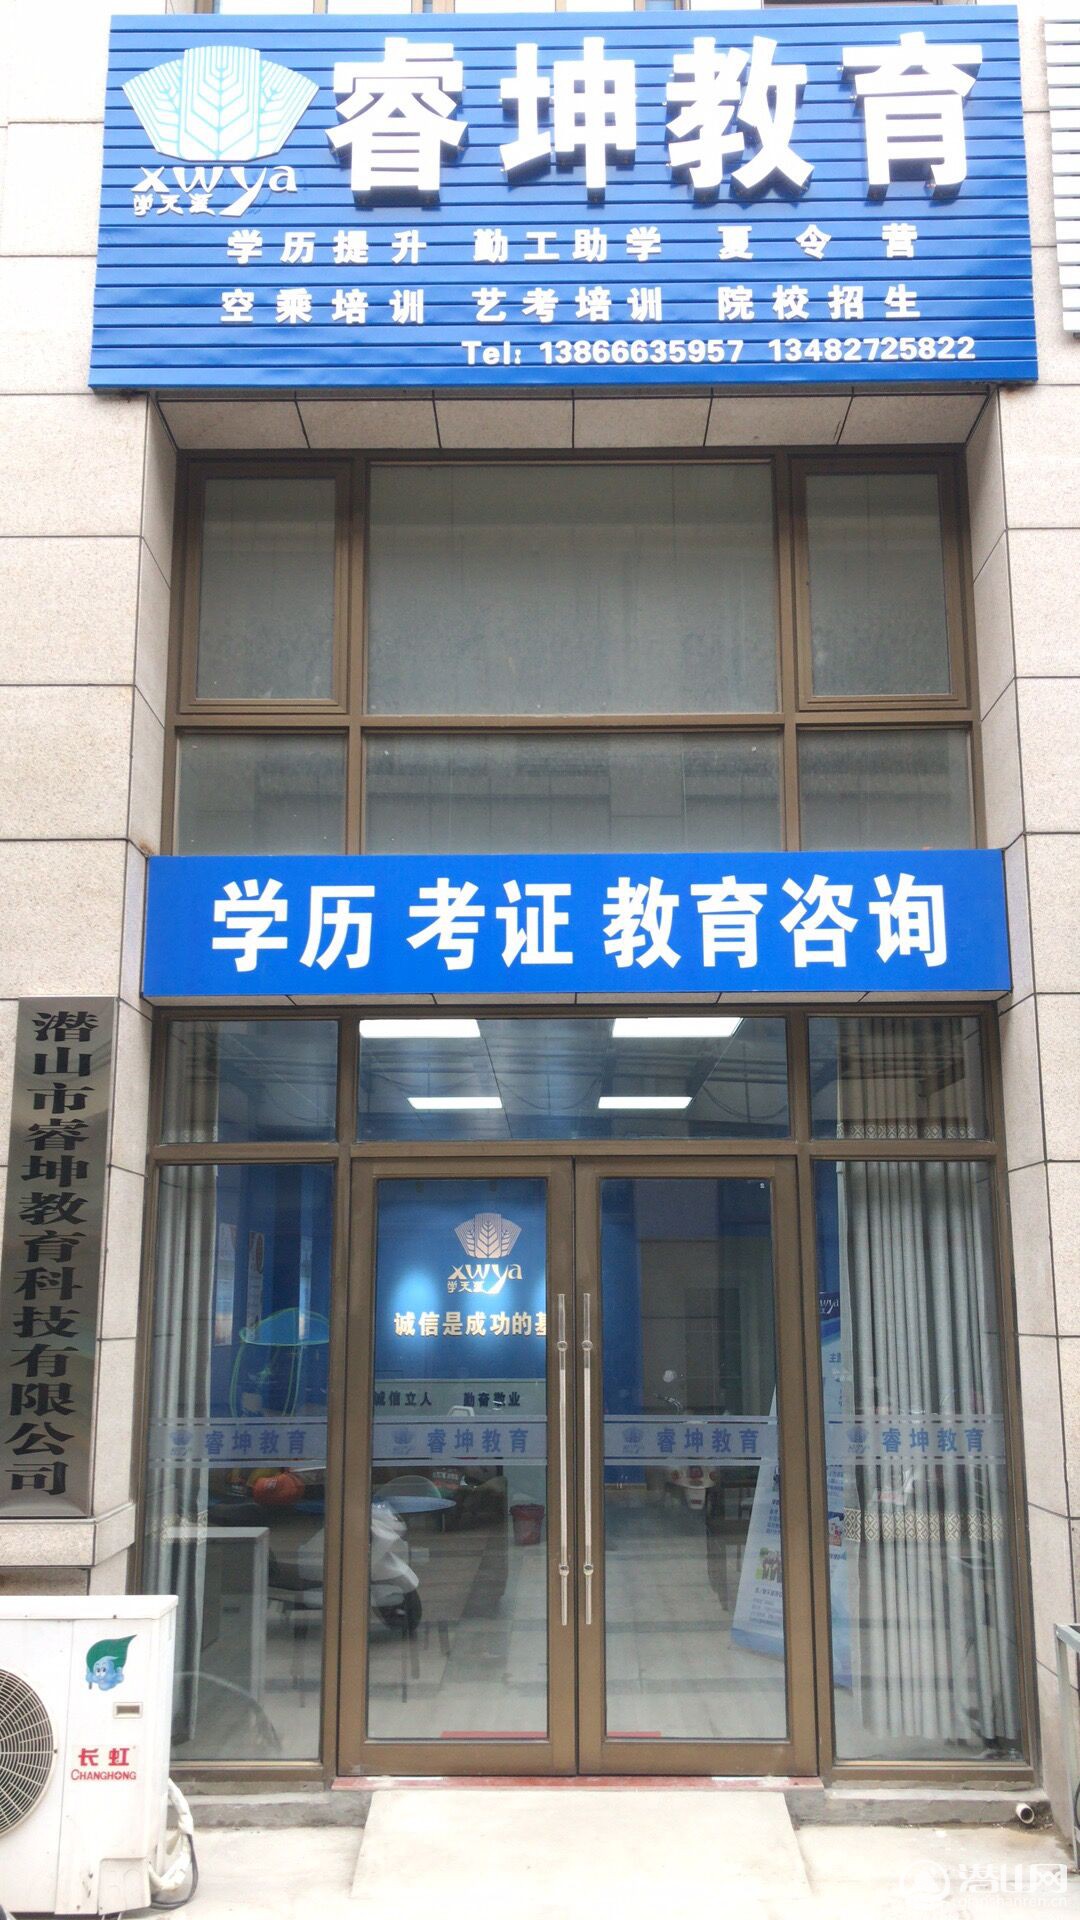 睿坤教育
xwya
学天涯
学历提升 勤工助学 夏令营
空乘培训 艺考培训 院校招生
Tel: 13866635957 13482725822
学历 考证 教育咨询
潜山市睿坤教育科技有限公司
xwya
学天涯
诚信是成功的基
诚信立人 勤奋敬业
睿坤教育 睿坤教育 睿坤教育 睿坤教育
长虹
CHANGHONG
潜山网